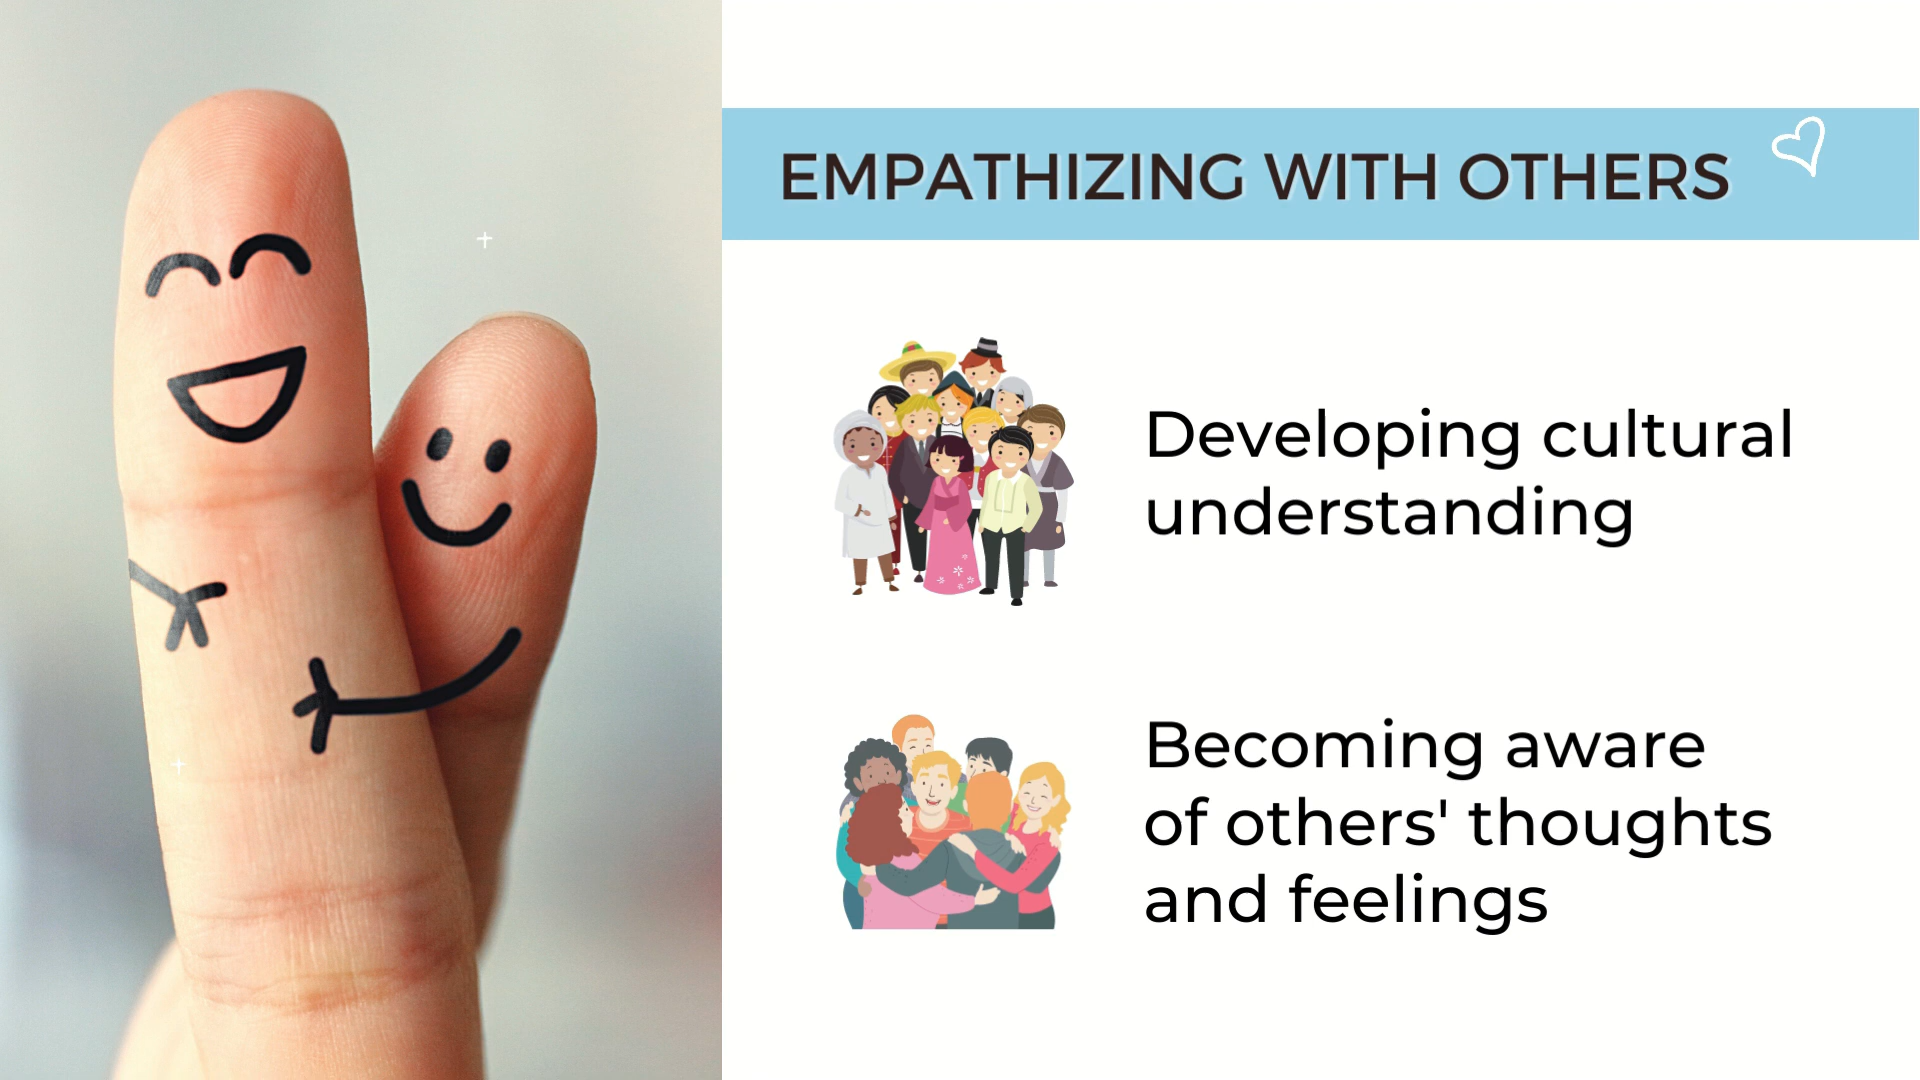 EMPATHIZING WITH OTHERS
Developing cultural
understanding
Becoming aware
of others' thoughts
and feelings